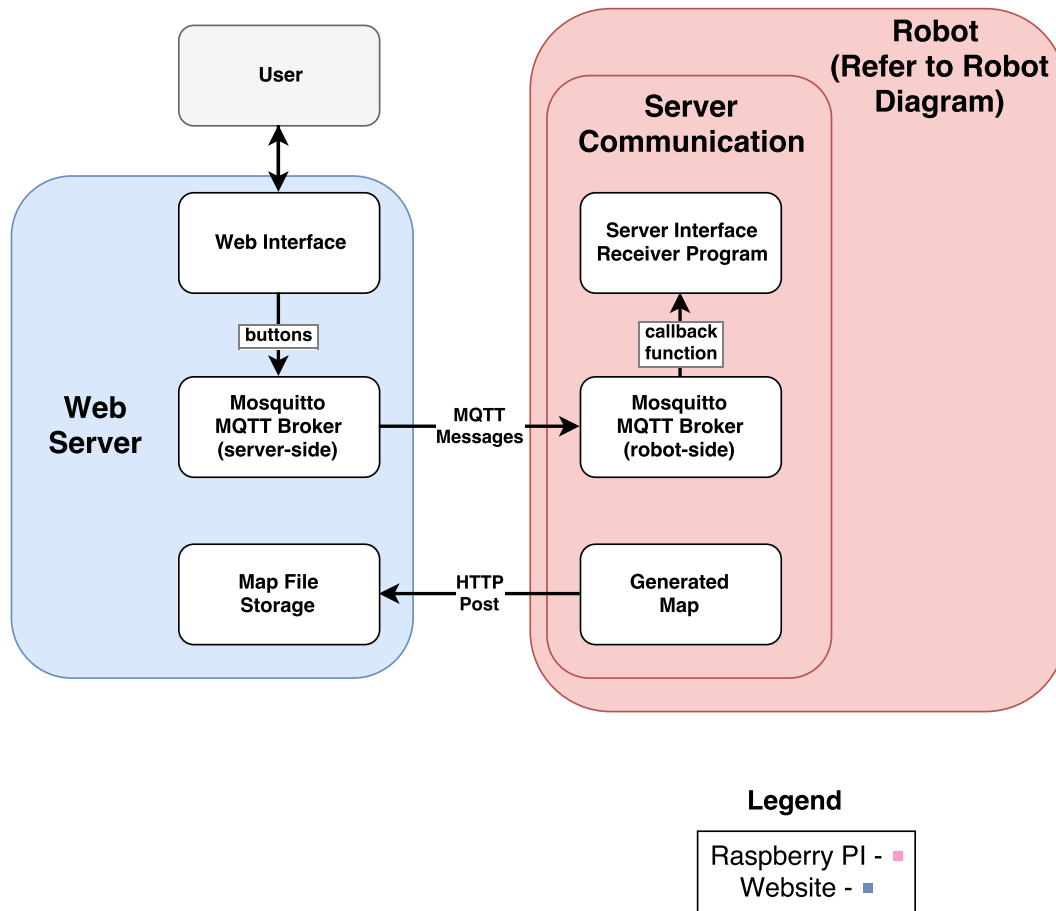 User
Robot
(Refer to Robot
Diagram)
Server
Communication
Web Interface
Server Interface
Receiver Program
buttons
callback
function
Web
Server
Mosquitto
MQTT Broker
(server-side)
MQTT
Messages
Mosquitto
MQTT Broker
(robot-side)
Map File
Storage
HTTP
Post
Generated
Map
Legend
Raspberry PI -
Website -